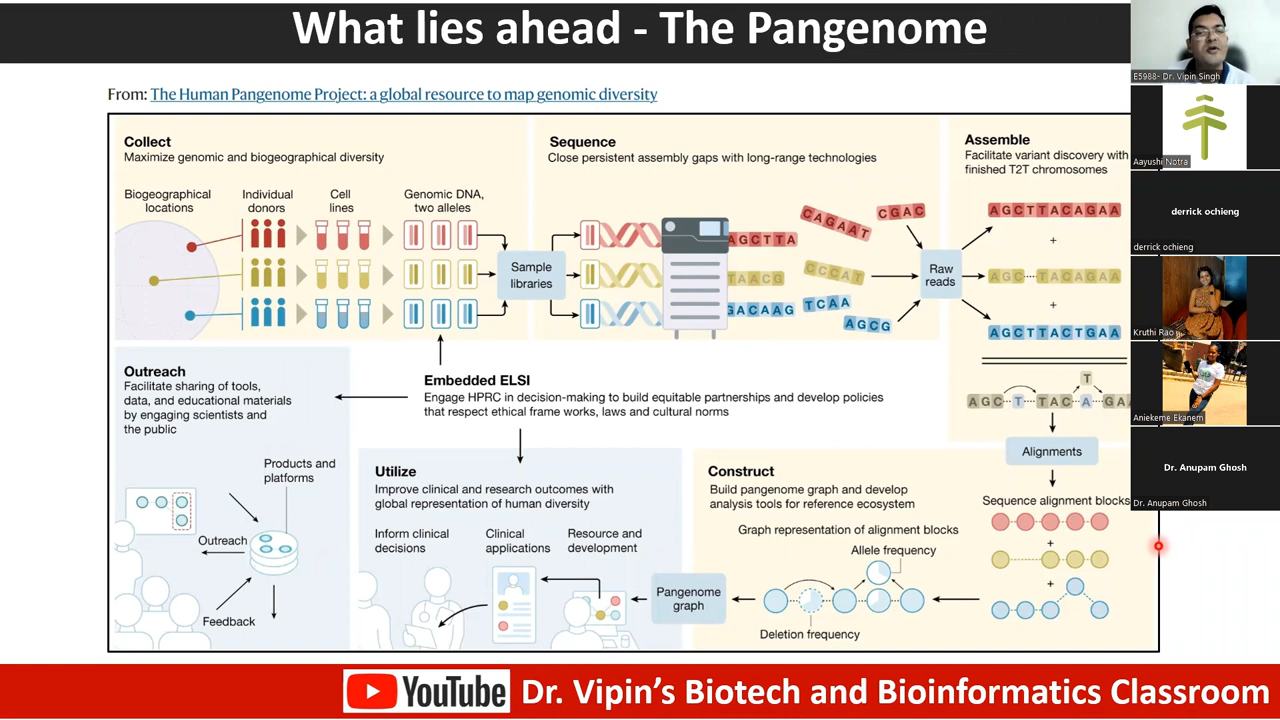 What lies ahead - The Pangenome
From: The Human Pangenome Project: a global resource to map genomic diversity
Collect
Maximize genomic and biogeographical diversity
Biogeographical
locations
Individual
donors
Cell
lines
Genomic DNA,
two alleles
Sample
libraries
Sequence
Close persistent assembly gaps with long-range technologies
AGCTTA
TAACG
GACAAG
CAGAAT
CGAC
CCCAT
TCAA
AGCG
Raw
reads
Assemble
Facilitate variant discovery with
finished T2T chromosomes
AGCTTACAGAA
+
AGC TACAGAA
+
AGCTTACTGAA
T
AGC T TAC A GA
Alignments
Sequence alignment blocks
+
+
Outreach
Facilitate sharing of tools,
data, and educational materials
by engaging scientists and
the public
Products and
platforms
Outreach
Feedback
Embedded ELSI
Engage HPRC in decision-making to build equitable partnerships and develop policies
that respect ethical frame works, laws and cultural norms
Utilize
Improve clinical and research outcomes with
global representation of human diversity
Inform clinical
decisions
Clinical
applications
Resource and
development
Construct
Build pangenome graph and develop
analysis tools for reference ecosystem
Graph representation of alignment blocks
Allele frequency
Deletion frequency
Pangenome
graph
E5988- Dr. Vipin Singh
Aayushi Notra
derrick ochieng
derrick ochieng
Kruthi Rao
Aniekeme Ekanem
Dr. Anupam Ghosh
Dr. Anupam Ghosh
YouTube Dr. Vipin's Biotech and Bioinformatics Classroom